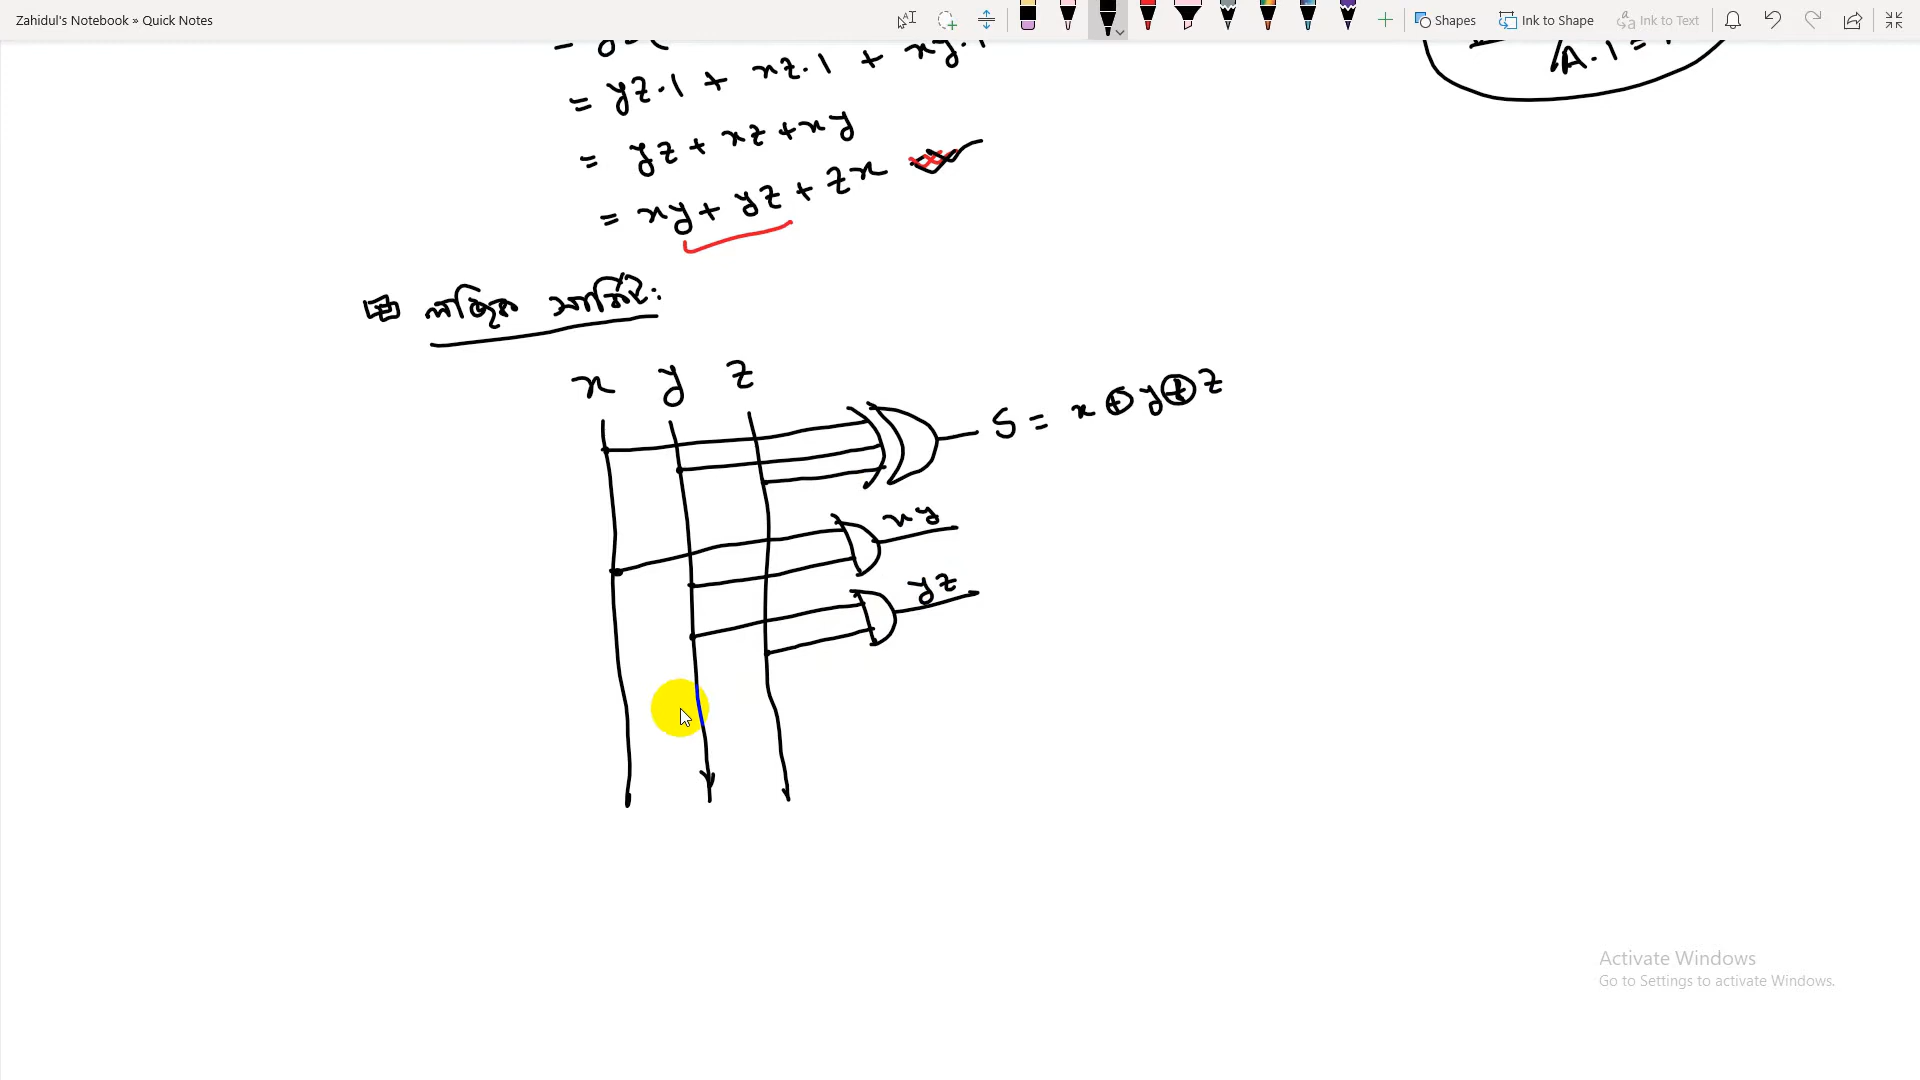 Zahidul's Notebook » Quick Notes
Shapes Ink to Shape Ink to Text
= yz.1 + xz.1 + xy.1
A.1 =
= yz + xz + xy
= xy + yz + zx
লজিক সার্কিট:
x y z
S = x ⊕ y ⊕ z
xy
yz
Activate Windows
Go to Settings to activate Windows.